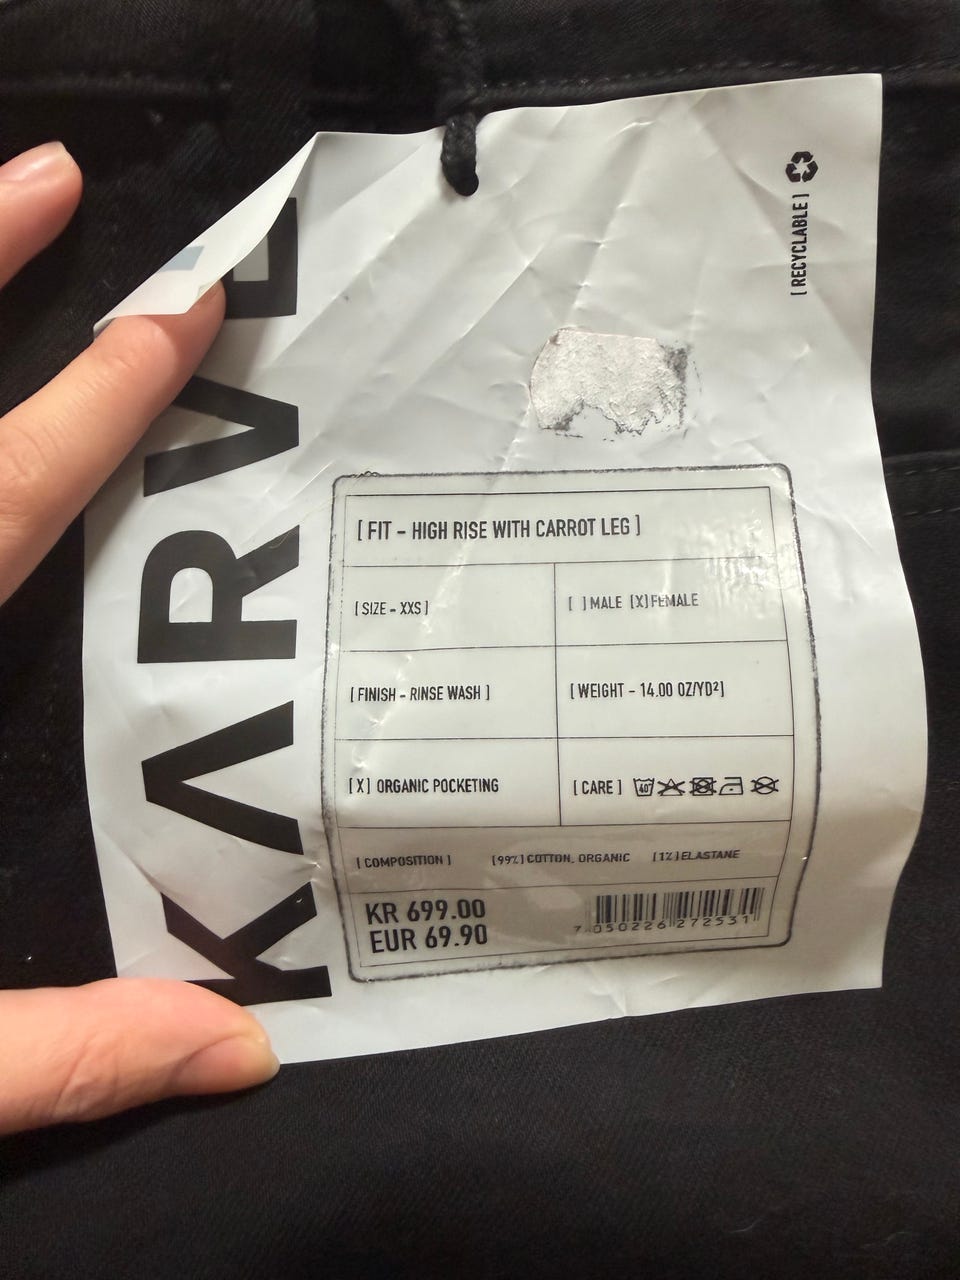 KARVE
[ RECYCLABLE ]
[ FIT - HIGH RISE WITH CARROT LEG ]
[ SIZE - XXS ]
[ ] MALE [X] FEMALE
[ FINISH - RINSE WASH ]
[ WEIGHT - 14.00 OZ/YD² ]
[X] ORGANIC POCKETING
[ CARE ] 40°
[ COMPOSITION ] [99%] COTTON, ORGANIC [1%] ELASTANE
KR 699.00
EUR 69.90
7 050226 272531